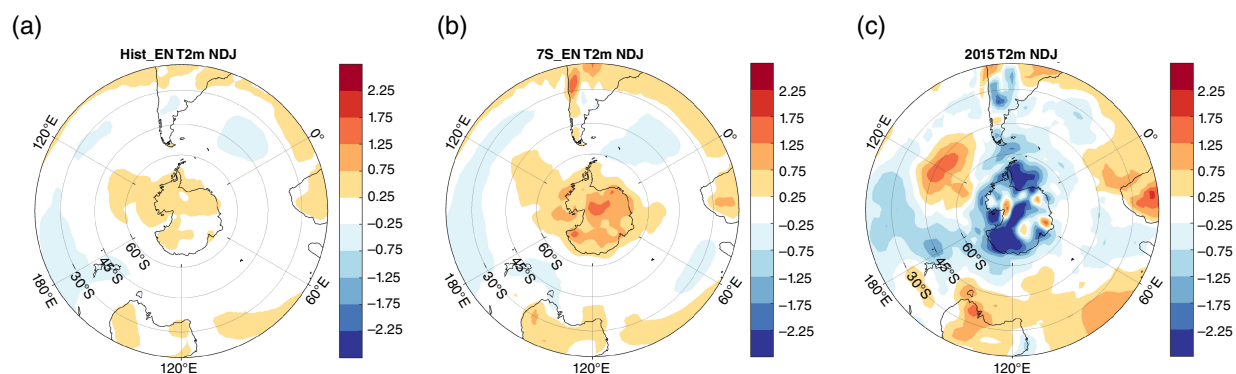 (a)
Hist_EN T2m NDJ
120°E
0°
60°E
120°E
180°E
30°S
45°S
60°S
2.25
1.75
1.25
0.75
0.25
−0.25
−0.75
−1.25
−1.75
−2.25
(b)
7S_EN T2m NDJ
120°E
0°
60°E
120°E
180°E
30°S
45°S
60°S
2.25
1.75
1.25
0.75
0.25
−0.25
−0.75
−1.25
−1.75
−2.25
(c)
2015 T2m NDJ
120°E
0°
60°E
120°E
180°E
30°S
45°S
60°S
2.25
1.75
1.25
0.75
0.25
−0.25
−0.75
−1.25
−1.75
−2.25